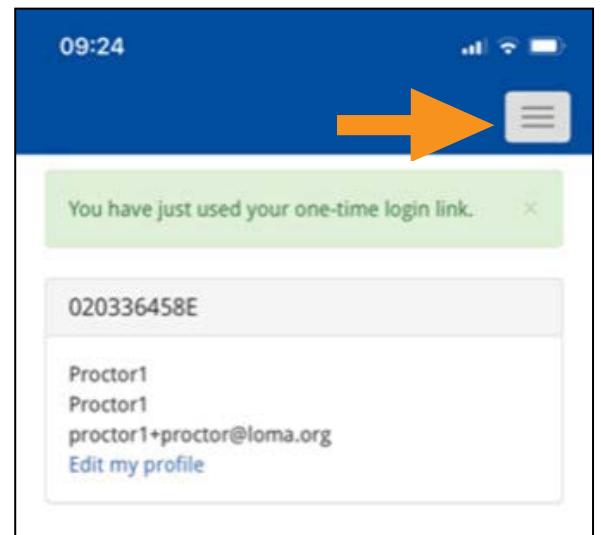 09:24
You have just used your one-time login link. ×
020336458E
Proctor1
Proctor1
proctor1+proctor@loma.org
Edit my profile